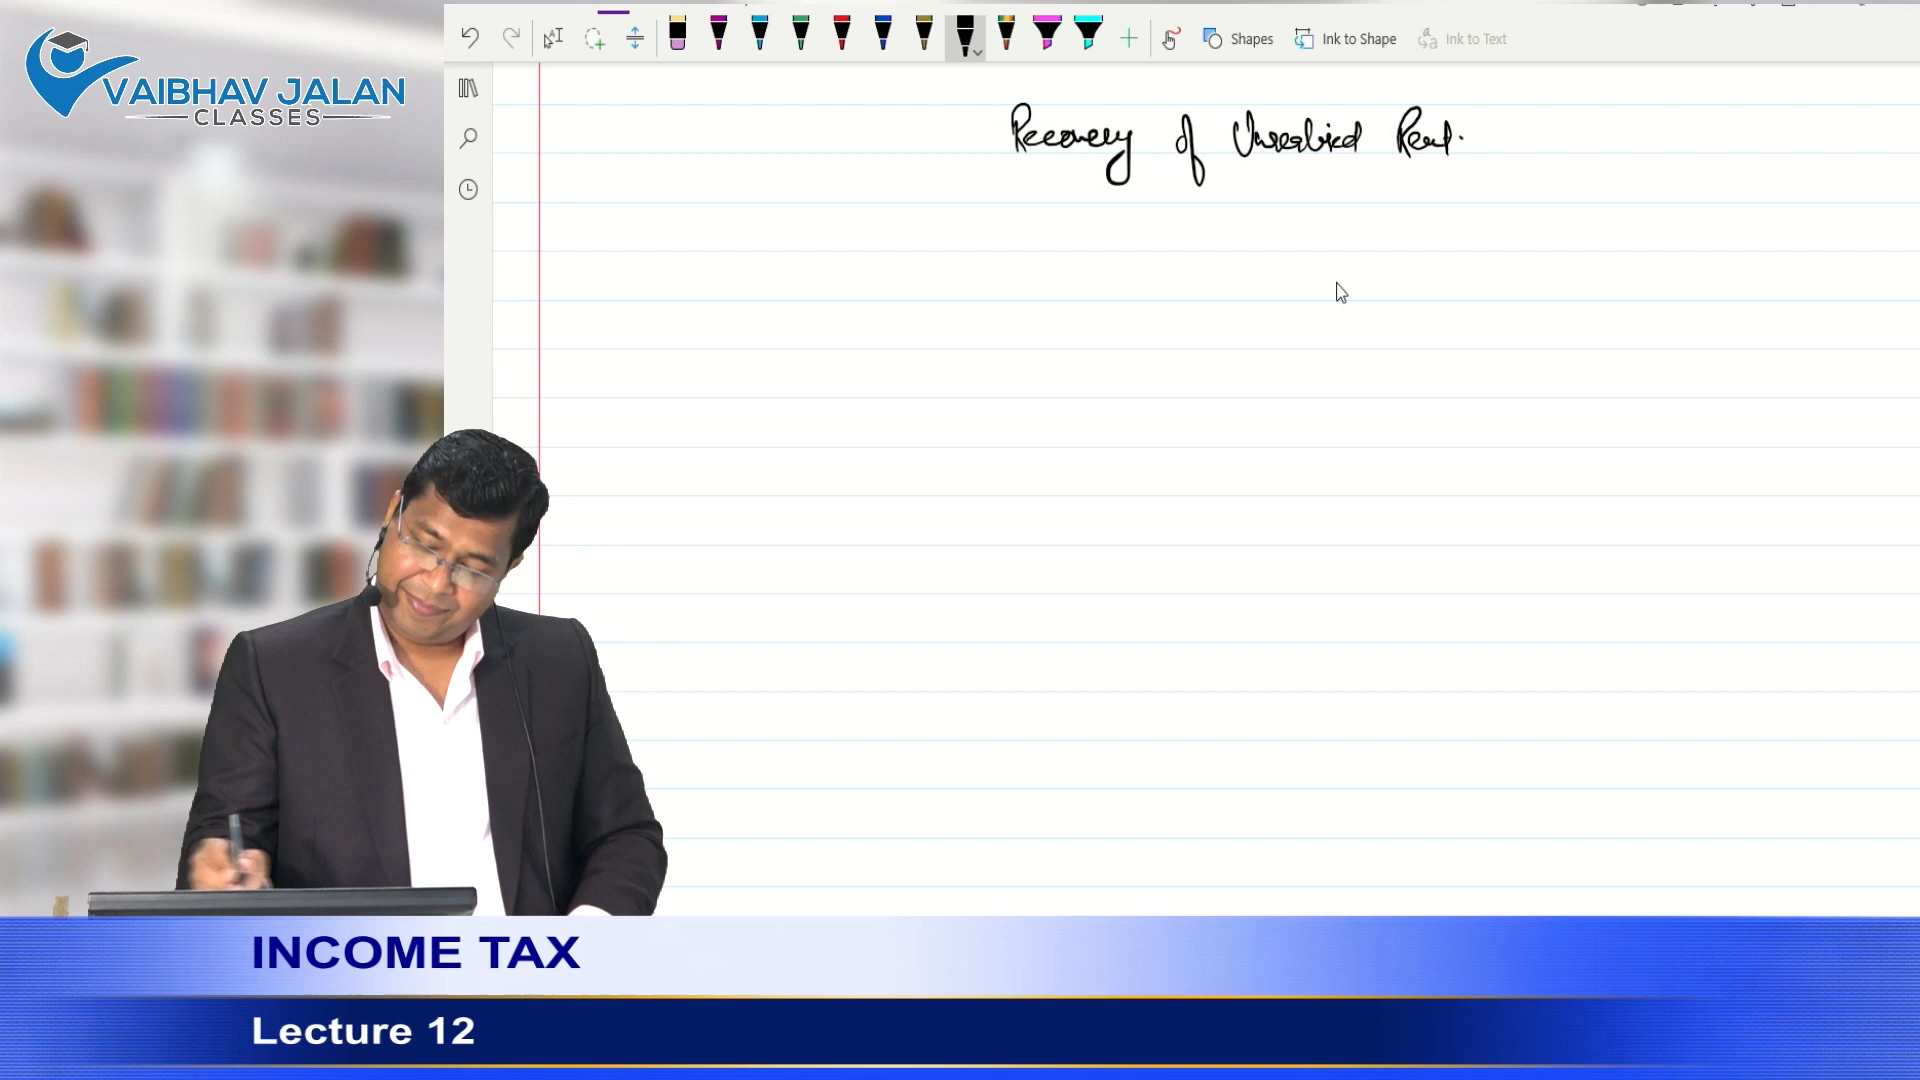 VAIBHAV JALAN
CLASSES
Shapes
Ink to Shape
Ink to Text
Recovery of Unrealised Rent.
INCOME TAX
Lecture 12